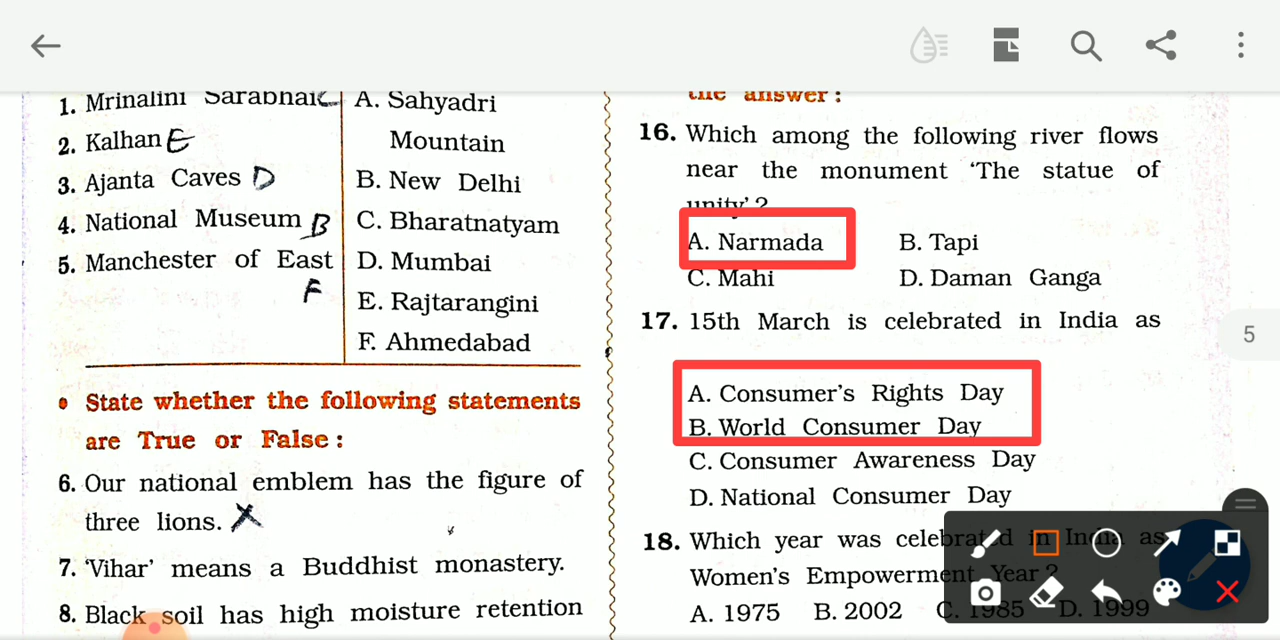 1. Mrinalini Sarabhai C
2. Kalhan E
3. Ajanta Caves D
4. National Museum B
5. Manchester of East
F
A. Sahyadri
Mountain
B. New Delhi
C. Bharatnatyam
D. Mumbai
E. Rajtarangini
F. Ahmedabad
• State whether the following statements
are True or False :
6. Our national emblem has the figure of
three lions. X
7. ‘Vihar’ means a Buddhist monastery.
8. Black soil has high moisture retention
the answer :
16. Which among the following river flows
near the monument ‘The statue of
unity’ ?
A. Narmada B. Tapi
C. Mahi D. Daman Ganga
17. 15th March is celebrated in India as
A. Consumer’s Rights Day
B. World Consumer Day
C. Consumer Awareness Day
D. National Consumer Day
18. Which year was celebrated in India as
Women’s Empowerment Year ?
A. 1975 B. 2002 C. 1985 D. 1999
5